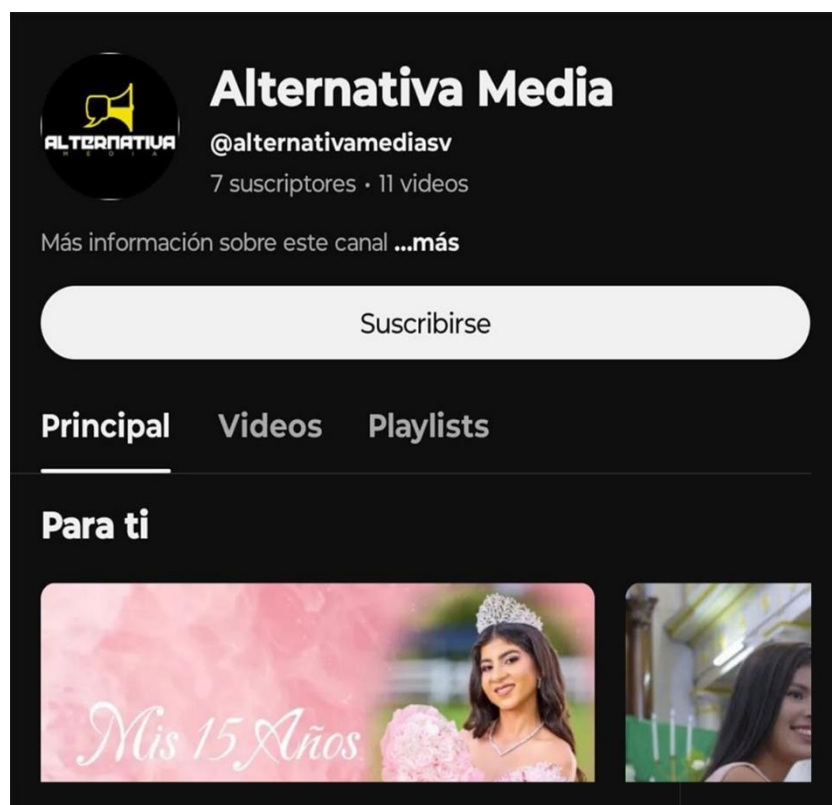 Alternativa Media
ALTERNATIVA
MEDIA
@alternativamediasv
7 suscriptores • 11 videos
Más información sobre este canal ...más
Suscribirse
Principal Videos Playlists
Para ti
Mis 15 Años